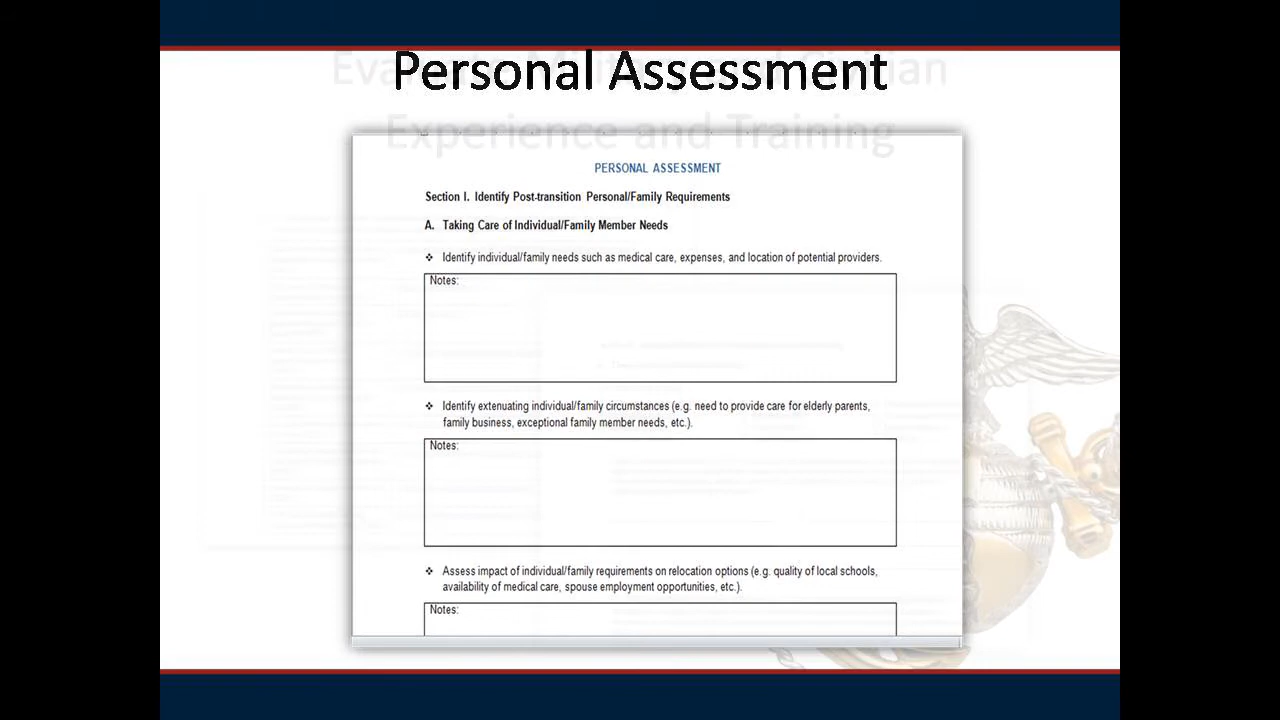 Personal Assessment
Experience and Training
PERSONAL ASSESSMENT
Section I. Identify Post-transition Personal/Family Requirements
A. Taking Care of Individual/Family Member Needs
❖ Identify individual/family needs such as medical care, expenses, and location of potential providers.
Notes:
❖ Identify extenuating individual/family circumstances (e.g. need to provide care for elderly parents,
family business, exceptional family member needs, etc.).
Notes:
❖ Assess impact of individual/family requirements on relocation options (e.g. quality of local schools,
availability of medical care, spouse employment opportunities, etc.).
Notes: